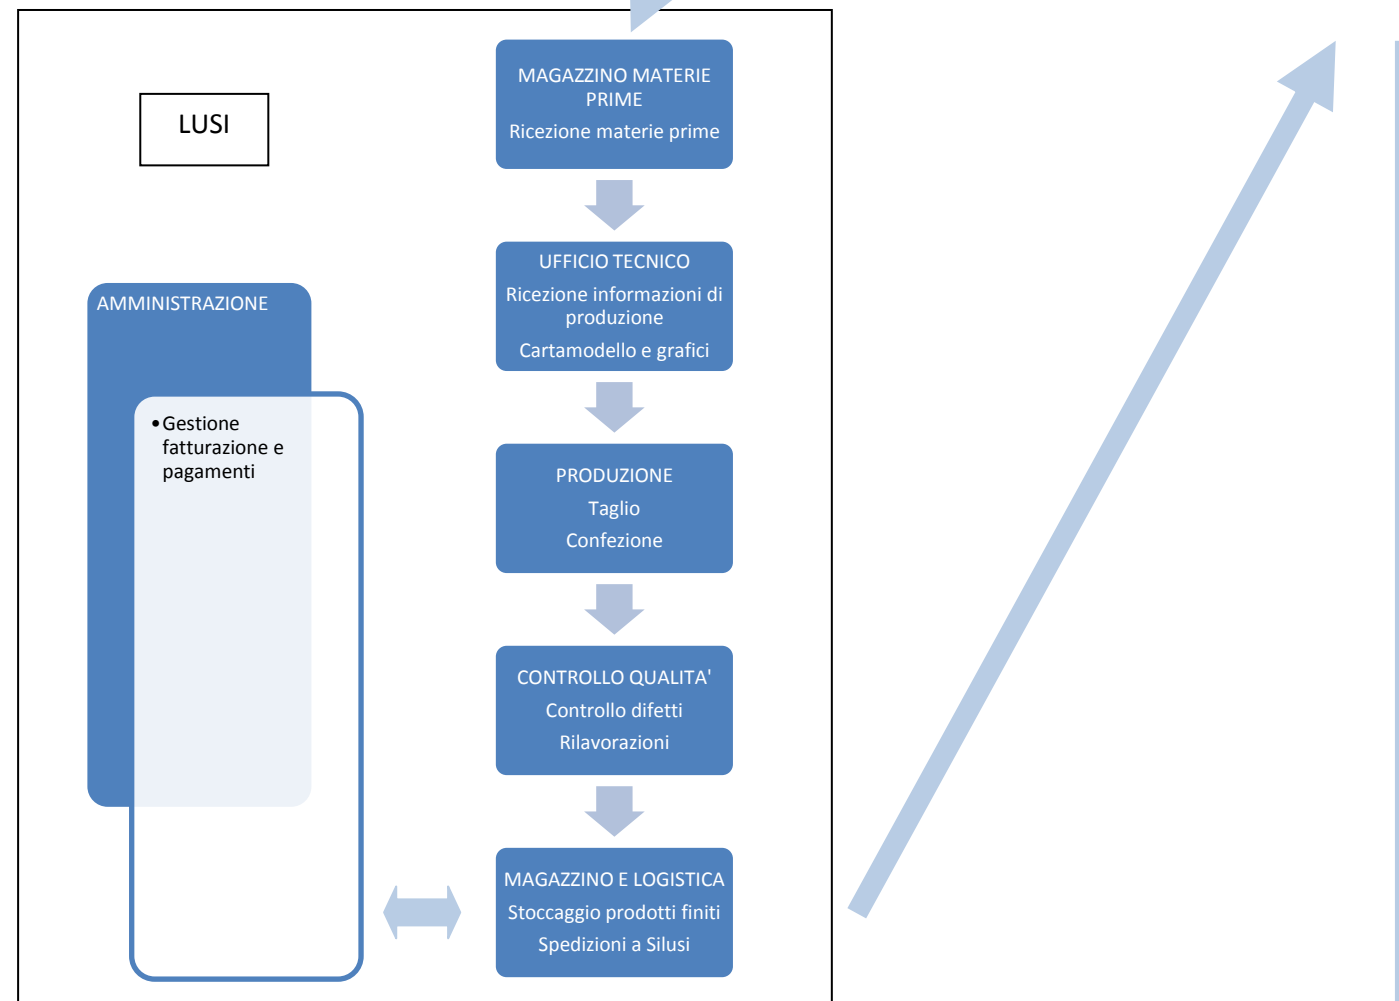 LUSI
AMMINISTRAZIONE
•Gestione
fatturazione e
pagamenti
MAGAZZINO MATERIE
PRIME
Ricezione materie prime
UFFICIO TECNICO
Ricezione informazioni di
produzione
Cartamodello e grafici
PRODUZIONE
Taglio
Confezione
CONTROLLO QUALITA'
Controllo difetti
Rilavorazioni
MAGAZZINO E LOGISTICA
Stoccaggio prodotti finiti
Spedizioni a Silusi